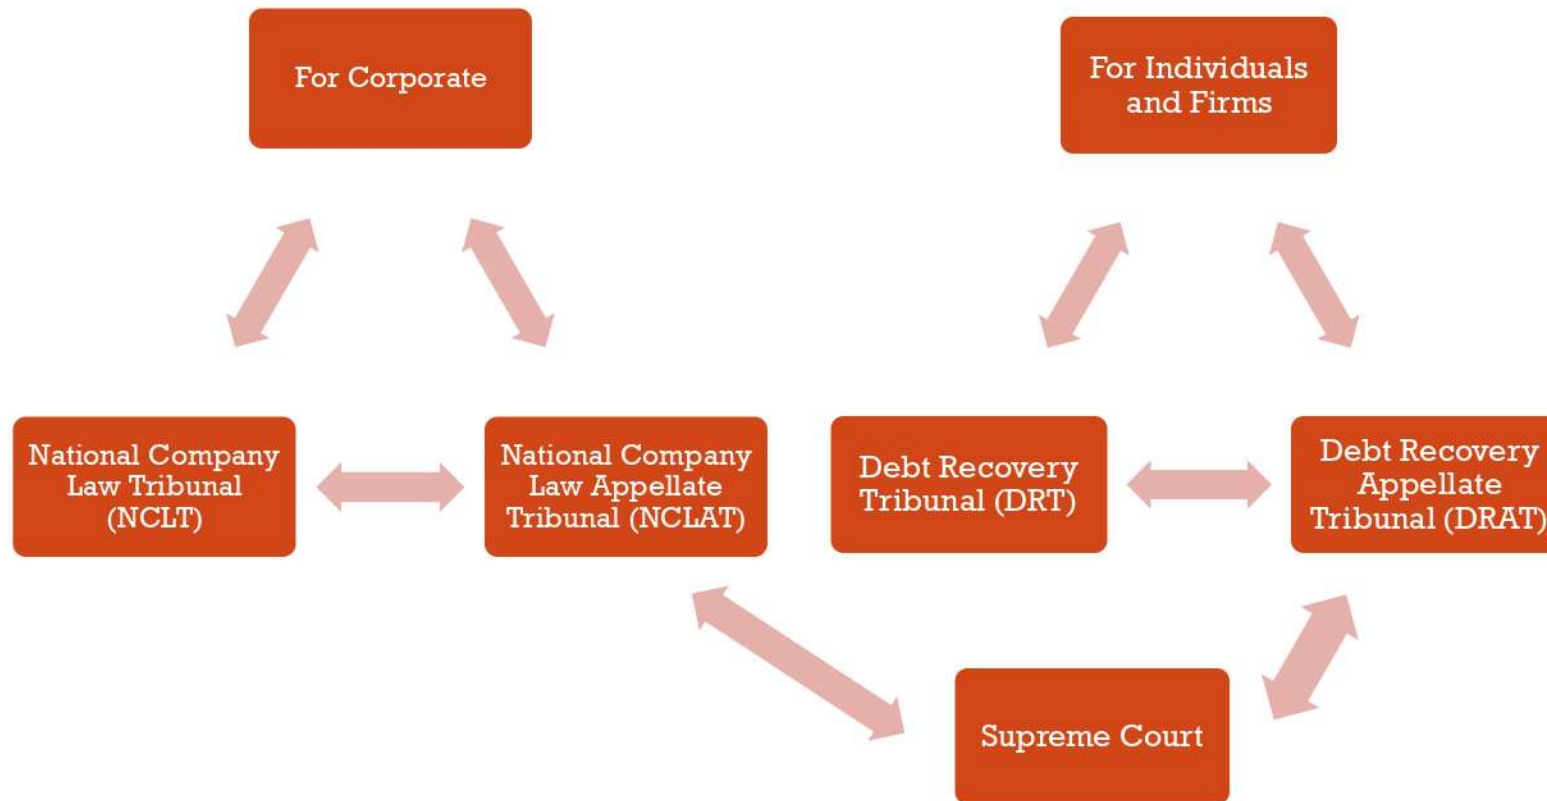 For Corporate
For Individuals
and Firms
National Company
Law Tribunal
(NCLT)
National Company
Law Appellate
Tribunal (NCLAT)
Debt Recovery
Tribunal (DRT)
Debt Recovery
Appellate
Tribunal (DRAT)
Supreme Court